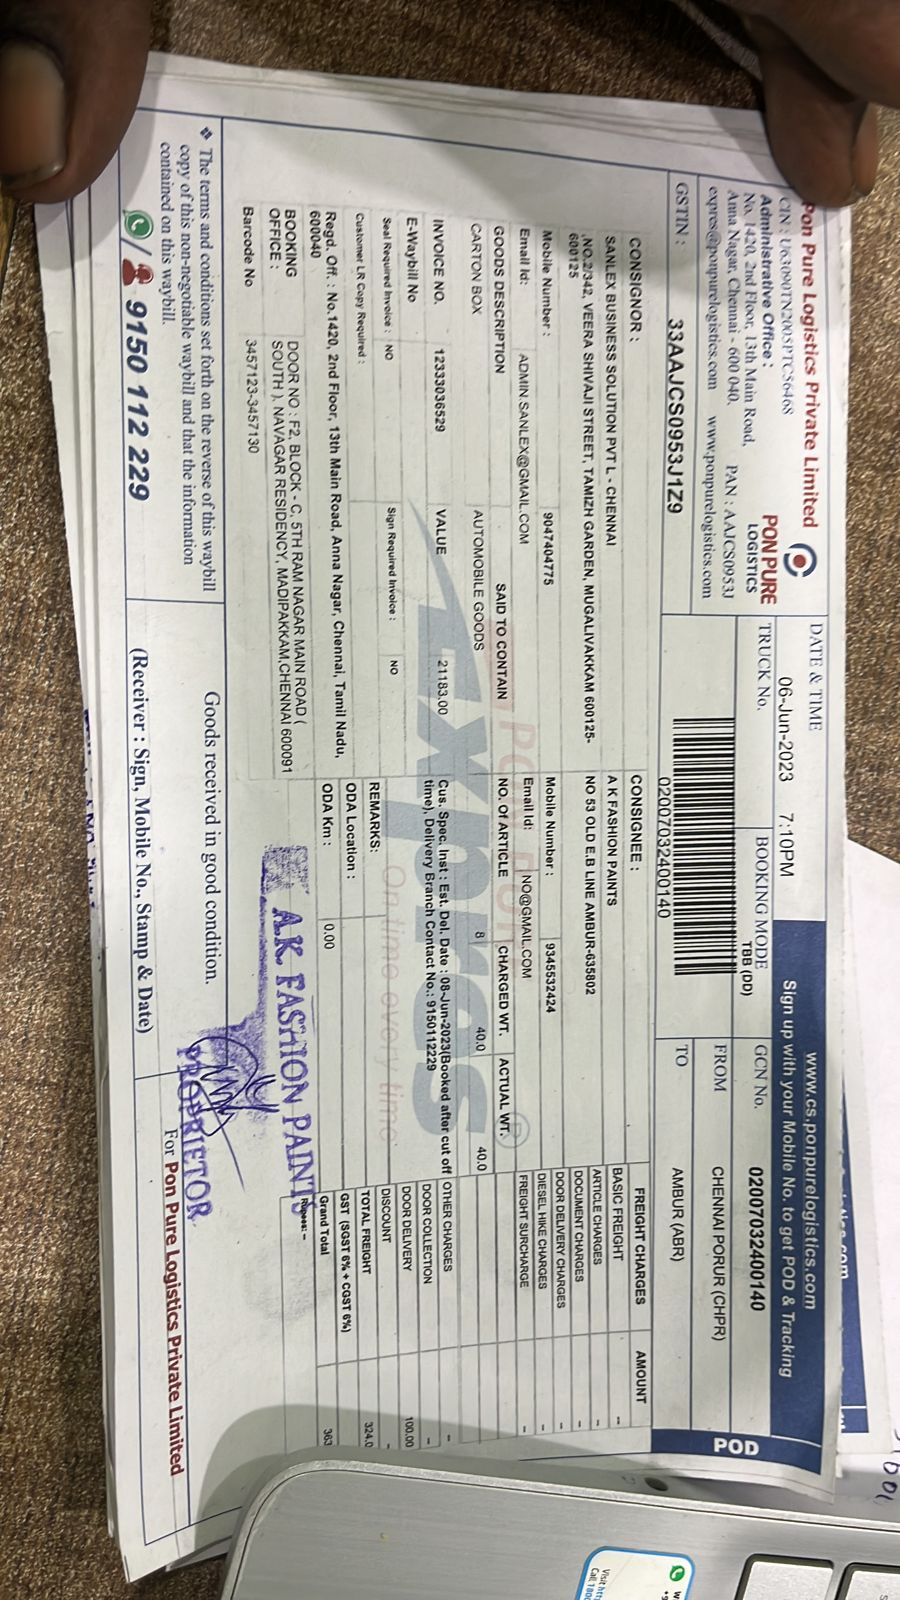 Pon Pure Logistics Private Limited
CIN : U63090TN2005PTC56468
Administrative Office :
No. 1420, 2nd Floor, 13th Main Road,
Anna Nagar, Chennai - 600 040. PAN : AAJCS0953J
expres@ponpurelogistics.com www.ponpurelogistics.com
PON PURE
LOGISTICS
GSTIN : 33AAJCS0953J1Z9
DATE & TIME
06-Jun-2023 7:10PM
TRUCK No.
BOOKING MODE
TBB (DD)
0200703240​0140
www.cs.ponpurelogistics.com
Sign up with your Mobile No. to get POD & Tracking
GCN No. 02007032400140
FROM CHENNAI PORUR (CHPR)
TO AMBUR (ABR)
POD
CONSIGNOR :
SANLEX BUSINESS SOLUTION PVT L - CHENNAI
,NO.2/342, VEERA SHIVAJI STREET, TAMIZH GARDEN, MUGALIVAKKAM 600125-
600125
Mobile Number : 9047404775
Email Id: ADMIN.SANLEX@GMAIL.COM
CONSIGNEE :
A K FASHION PAINTS
NO 53 OLD E.B LINE AMBUR-635802
Mobile Number : 9345532424
Email Id: NO@GMAIL.COM
GOODS DESCRIPTION SAID TO CONTAIN NO. OF ARTICLE CHARGED WT. ACTUAL WT.
CARTON BOX AUTOMOBILE GOODS 8 40.0 40.0
INVOICE NO. 12333036529 VALUE 21183.00
E-Waybill No
Seal Required Invoice : NO Sign Required Invoice : NO
Customer LR Copy Required :
Cus. Spec. Inst : Est. Del. Date : 08-Jun-2023(Booked after cut off
time), Delivery Branch Contact No.: 9150112229
REMARKS:
ODA Location :
ODA Km : 0.00
FREIGHT CHARGES AMOUNT
BASIC FREIGHT --
ARTICLE CHARGES --
DOCUMENT CHARGES --
DOOR DELIVERY CHARGES --
DIESEL HIKE CHARGES --
FREIGHT SURCHARGE --
OTHER CHARGES --
DOOR COLLECTION --
DOOR DELIVERY 100.00
DISCOUNT --
TOTAL FREIGHT 324.0
GST (SGST 6% + CGST 6%)
Grand Total 363
Rupees: --
Regd. Off. : No.1420, 2nd Floor, 13th Main Road, Anna Nagar, Chennai, Tamil Nadu,
600040
BOOKING OFFICE : DOOR NO : F2, BLOCK - C, 5TH RAM NAGAR MAIN ROAD (
SOUTH ), NAVAGAR RESIDENCY, MADIPAKKAM,CHENNAI 600091
Barcode No 3457123-3457130
Expres
On time every time
A.K. FASHION PAINTS
PROPRIETOR
❖ The terms and conditions set forth on the reverse of this waybill
copy of this non-negotiable waybill and that the information
contained on this waybill.
9150 112 229
Goods received in good condition.
(Receiver : Sign, Mobile No., Stamp & Date)
For Pon Pure Logistics Private Limited